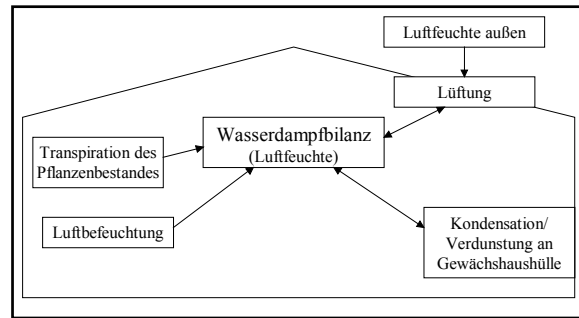 Luftfeuchte außen
Lüftung
Wasserdampfbilanz
(Luftfeuchte)
Transpiration des
Pflanzenbestandes
Luftbefeuchtung
Kondensation/
Verdunstung an
Gewächshaushülle